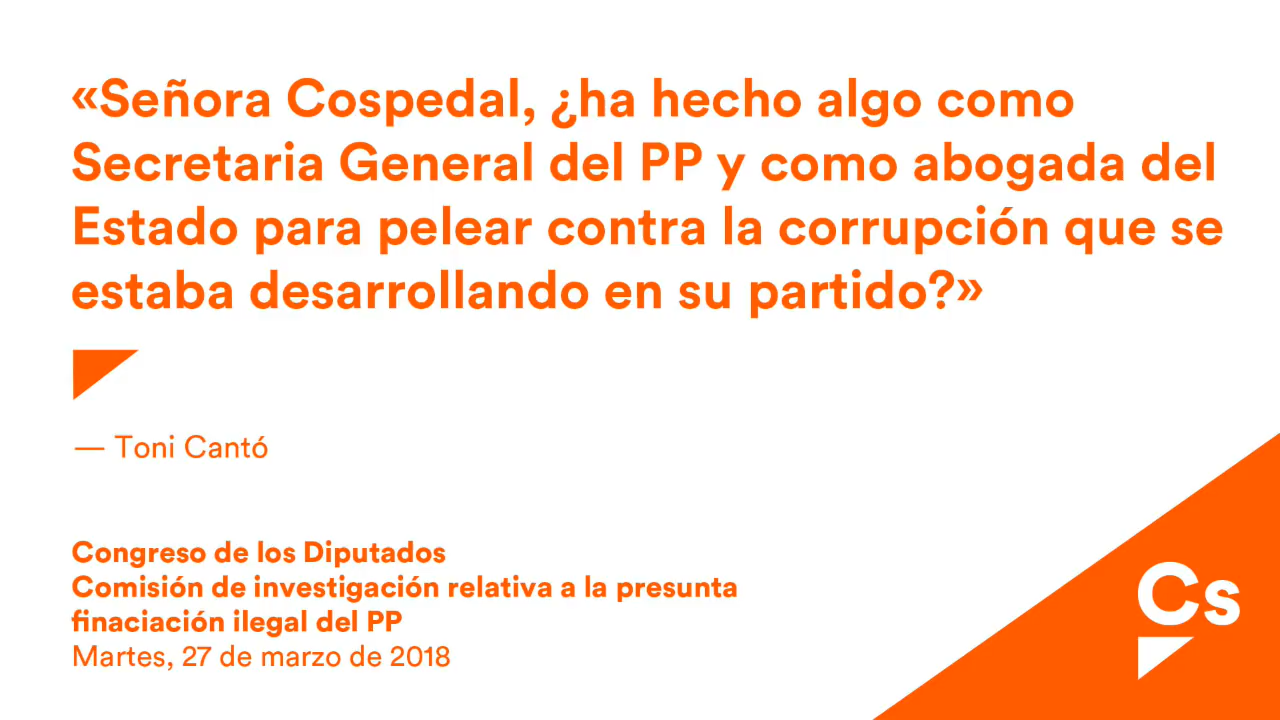 «Señora Cospedal, ¿ha hecho algo como
Secretaria General del PP y como abogada del
Estado para pelear contra la corrupción que se
estaba desarrollando en su partido?»
— Toni Cantó
Congreso de los Diputados
Comisión de investigación relativa a la presunta
finaciación ilegal del PP
Martes, 27 de marzo de 2018
Cs